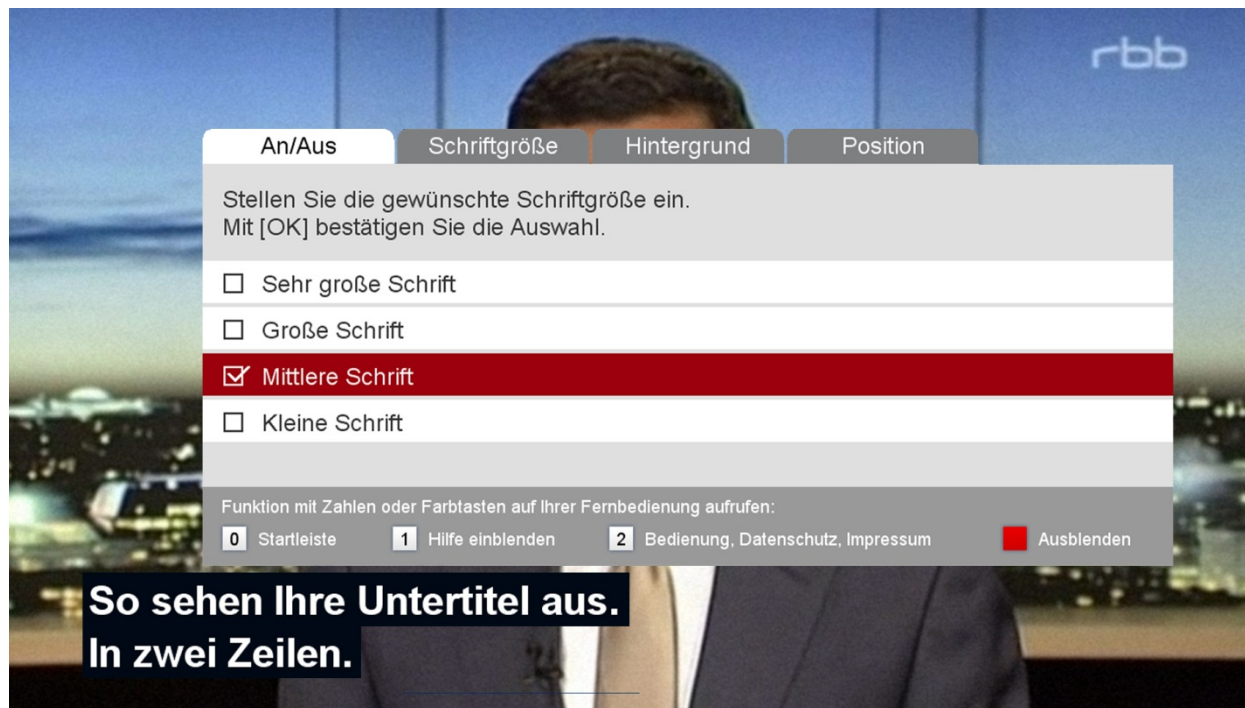 rbb
An/Aus
Schriftgröße
Hintergrund
Position
Stellen Sie die gewünschte Schriftgröße ein.
Mit [OK] bestätigen Sie die Auswahl.
Sehr große Schrift
Große Schrift
Mittlere Schrift
Kleine Schrift
Funktion mit Zahlen oder Farbtasten auf Ihrer Fernbedienung aufrufen:
0 Startleiste 1 Hilfe einblenden 2 Bedienung, Datenschutz, Impressum Ausblenden
So sehen Ihre Untertitel aus.
In zwei Zeilen.